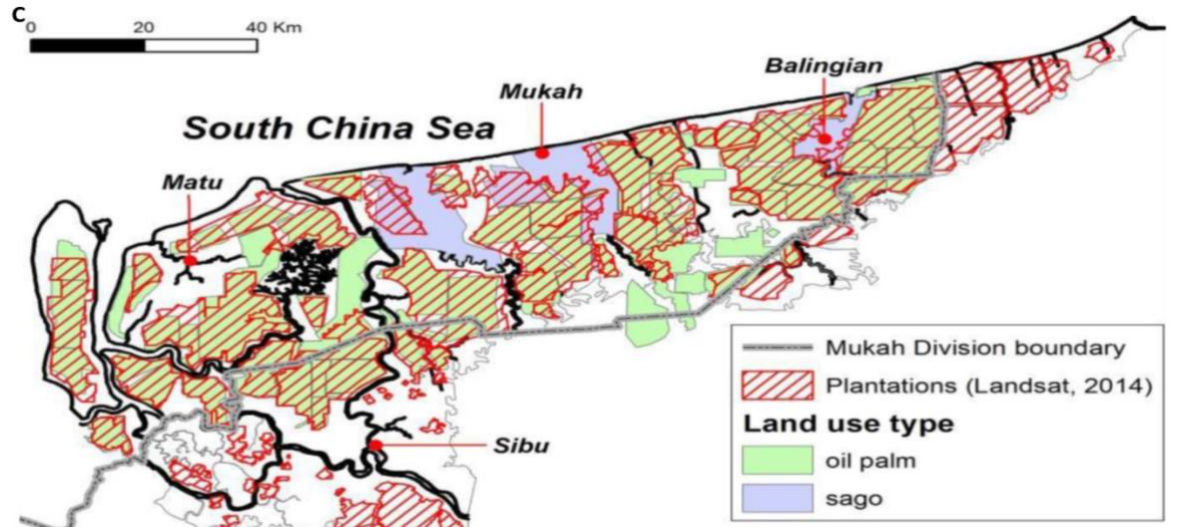 C
0 20 40 Km
Balingian
Mukah
South China Sea
Matu
Sibu
Mukah Division boundary
Plantations (Landsat, 2014)
Land use type
oil palm
sago